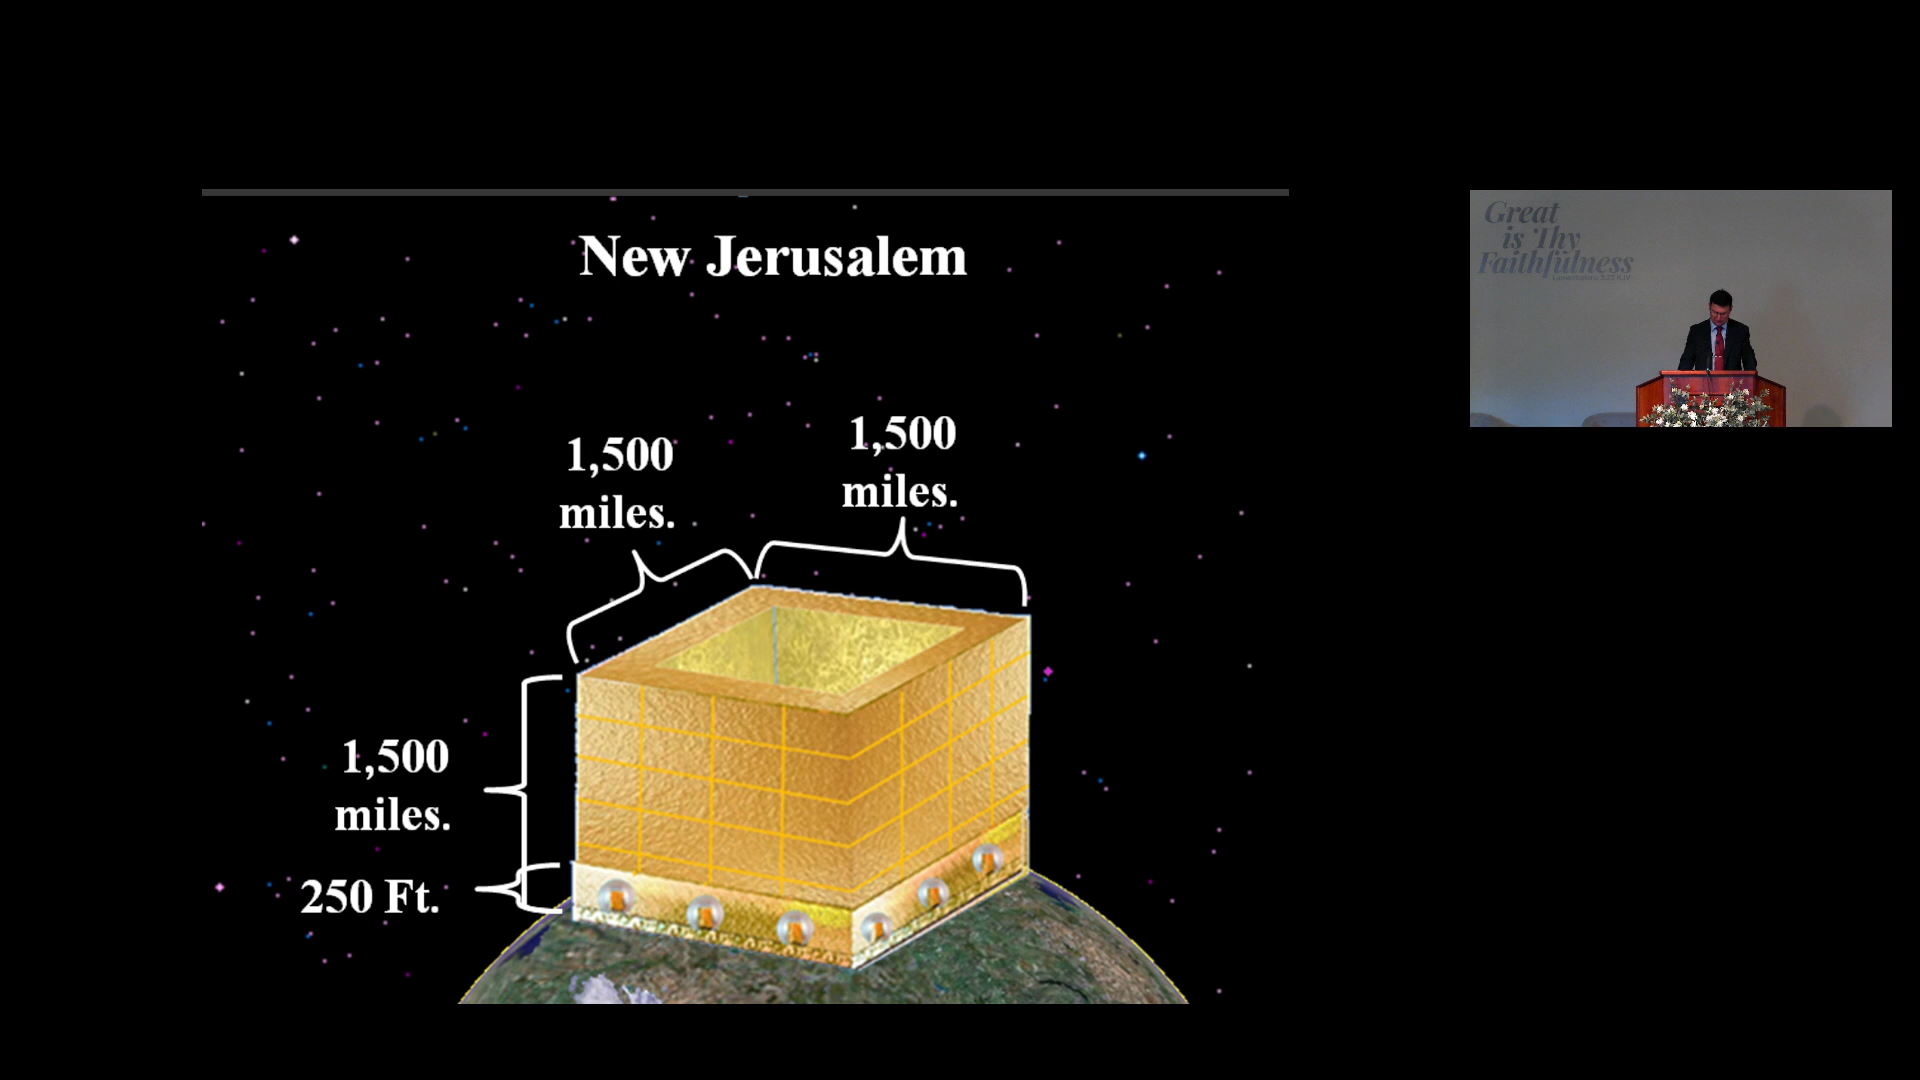 New Jerusalem
1,500
miles.
1,500
miles.
1,500
miles.
250 Ft.
Great
is Thy
Faithfulness